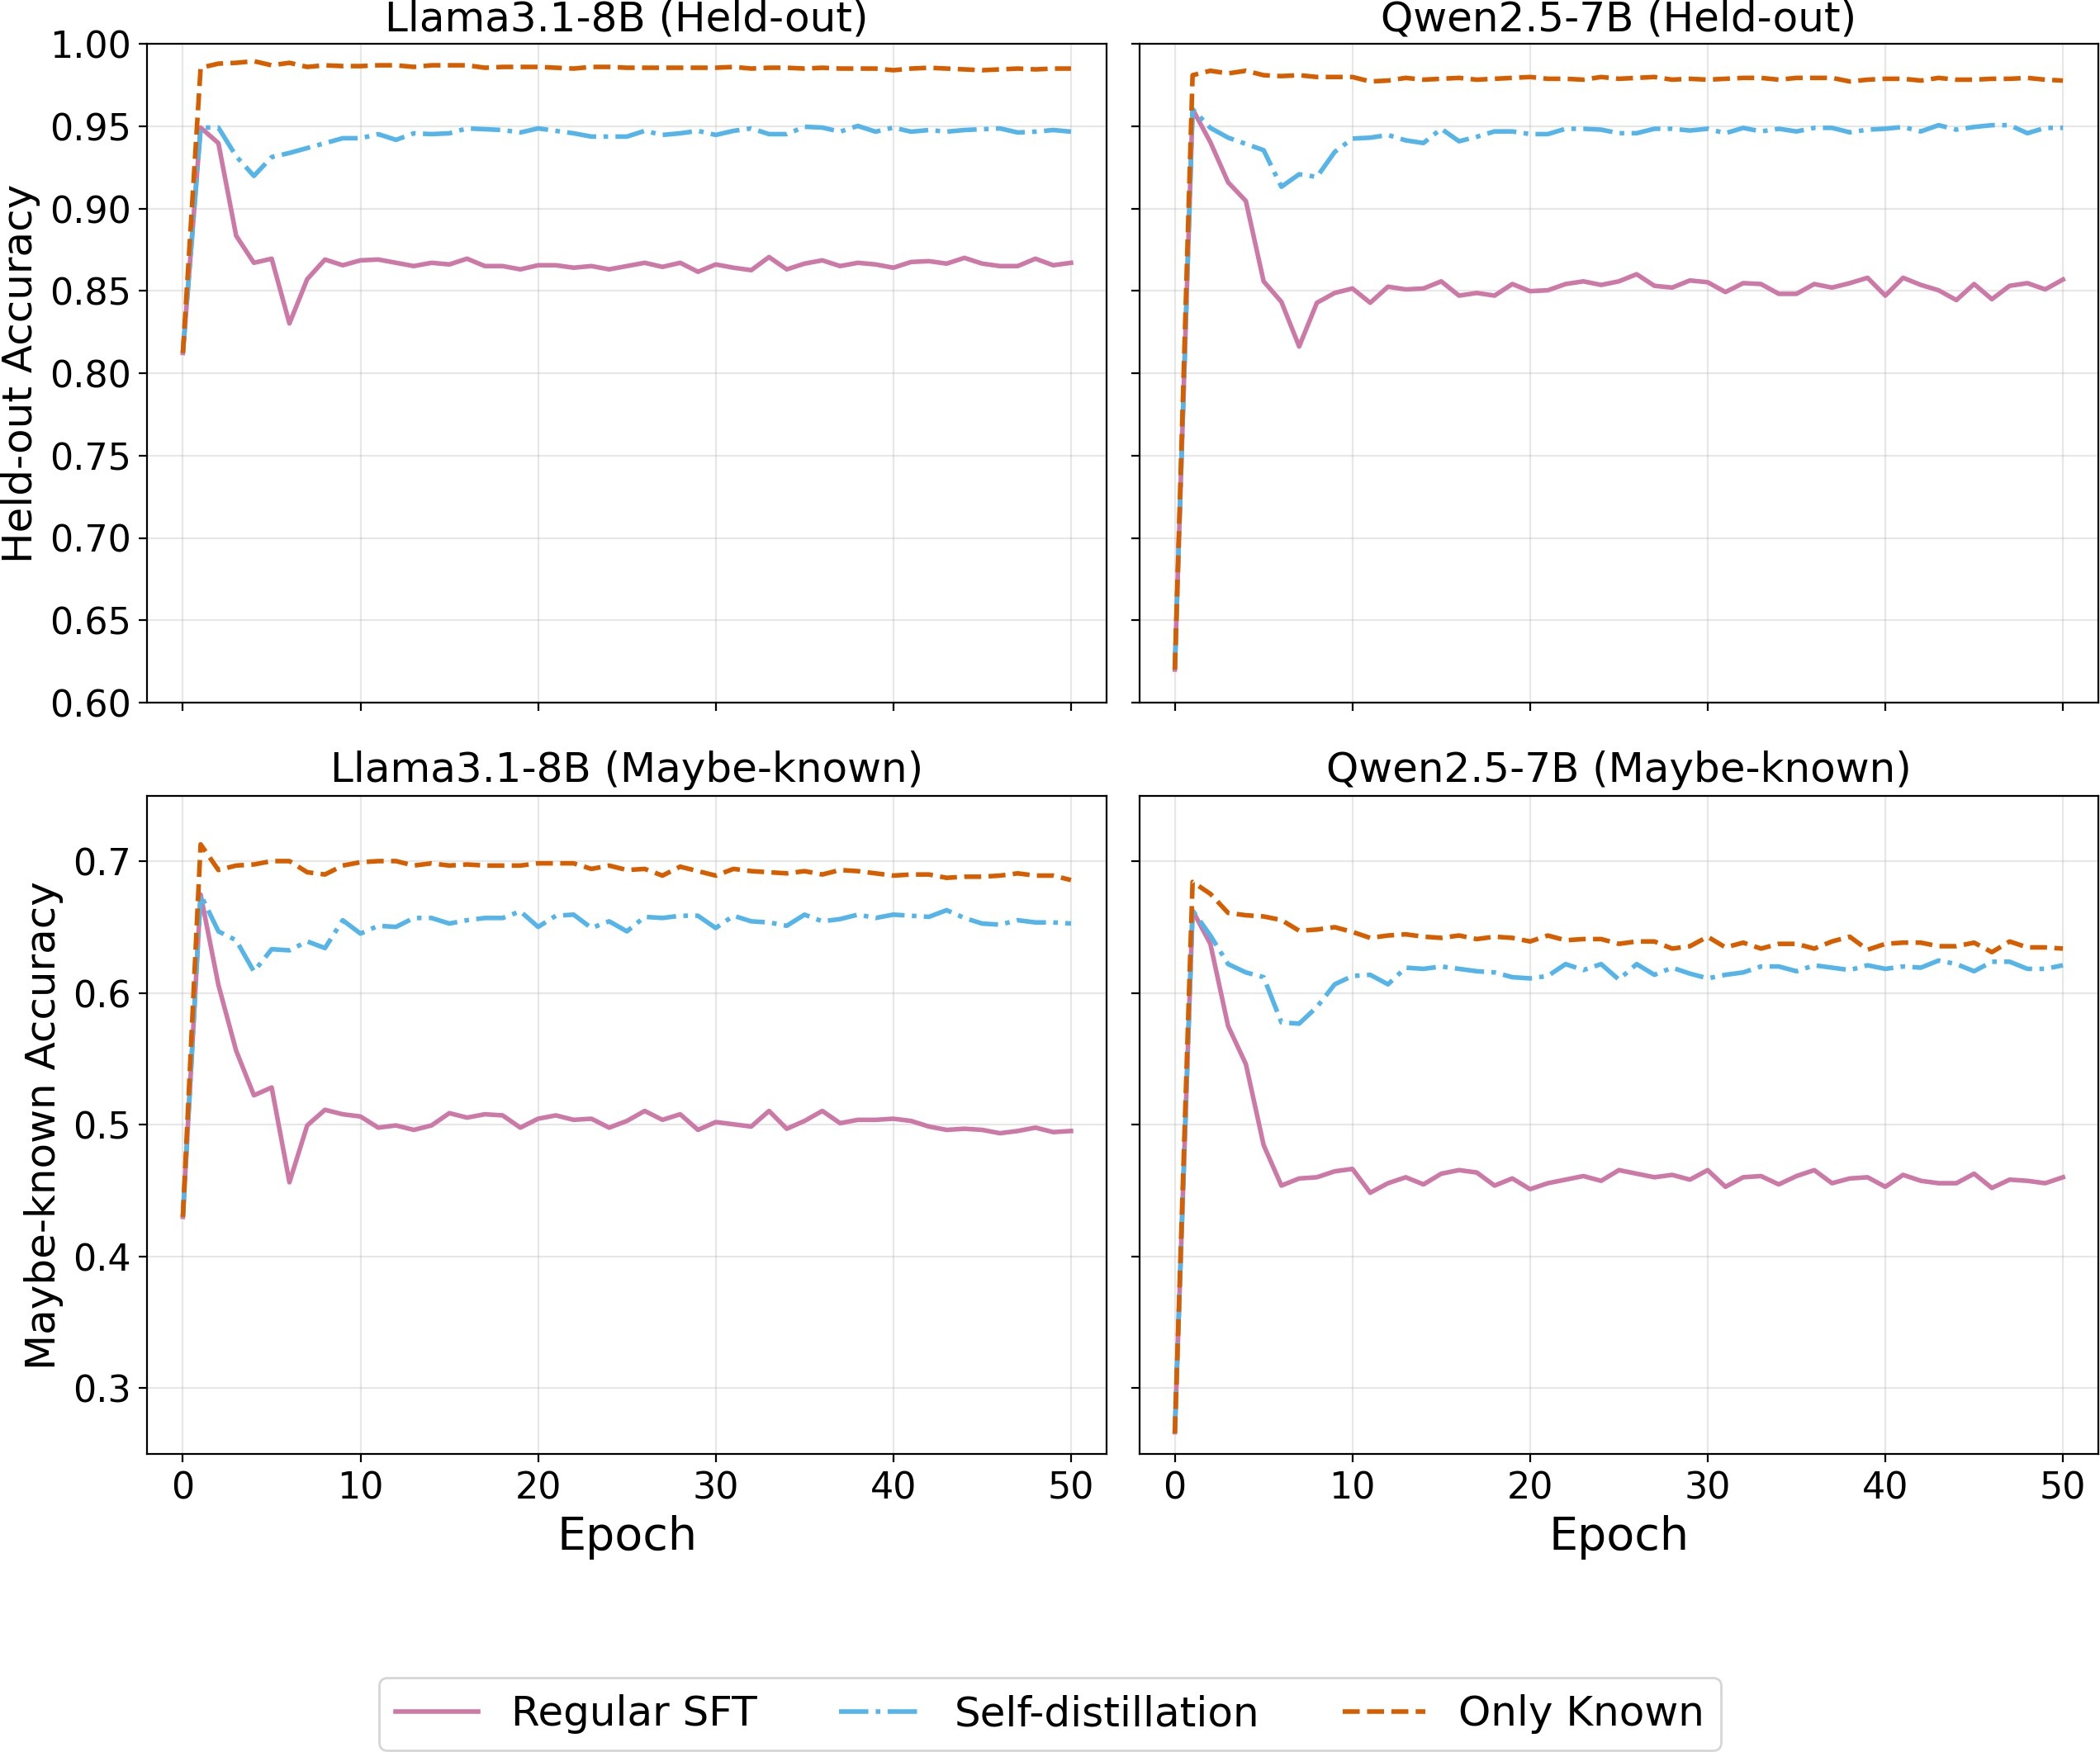 Llama3.1-8B (Held-out)
Qwen2.5-7B (Held-out)
Held-out Accuracy
1.00
0.95
0.90
0.85
0.80
0.75
0.70
0.65
0.60
Llama3.1-8B (Maybe-known)
Qwen2.5-7B (Maybe-known)
Maybe-known Accuracy
0.7
0.6
0.5
0.4
0.3
0 10 20 30 40 50
0 10 20 30 40 50
Epoch
Epoch
Regular SFT
Self-distillation
Only Known